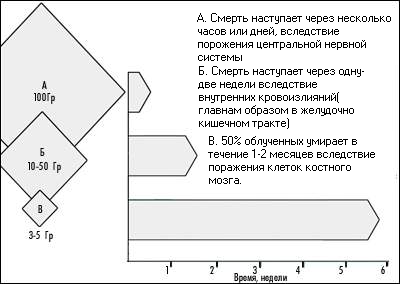 А. Смерть наступает через несколько
часов или дней, вследствие
порожения центральной нервной
системы
Б. Смерть наступает через одну-
две недели вследствие
внутренних кровоизлияний(
главнам образом в желудочно
кишечном тракте)
В. 50% облученных умирает в
течение 1-2 месяцев вследствие
поражения клеток костного
мозга.
А
100Гр
Б
10-50 Гр
В
3-5 Гр
1 2 3 4 5 6
Время, недели